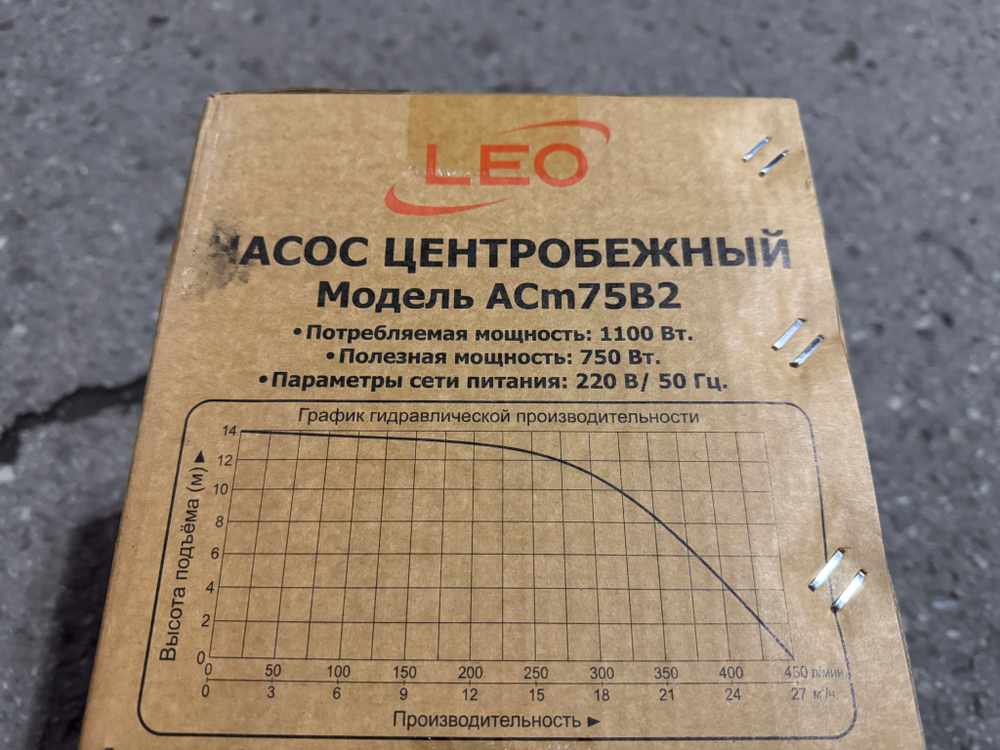 LEO
НАСОС ЦЕНТРОБЕЖНЫЙ
Модель ACm75B2
•Потребляемая мощность: 1100 Вт.
•Полезная мощность: 750 Вт.
•Параметры сети питания: 220 В/ 50 Гц.
График гидравлической производительности
Высота подъёма (м)►
14
12
10
8
6
4
2
0
50 100 150 200 250 300 350 400 450 л/мин.
0 3 6 9 12 15 18 21 24 27 м³/ч.
Производительность ►